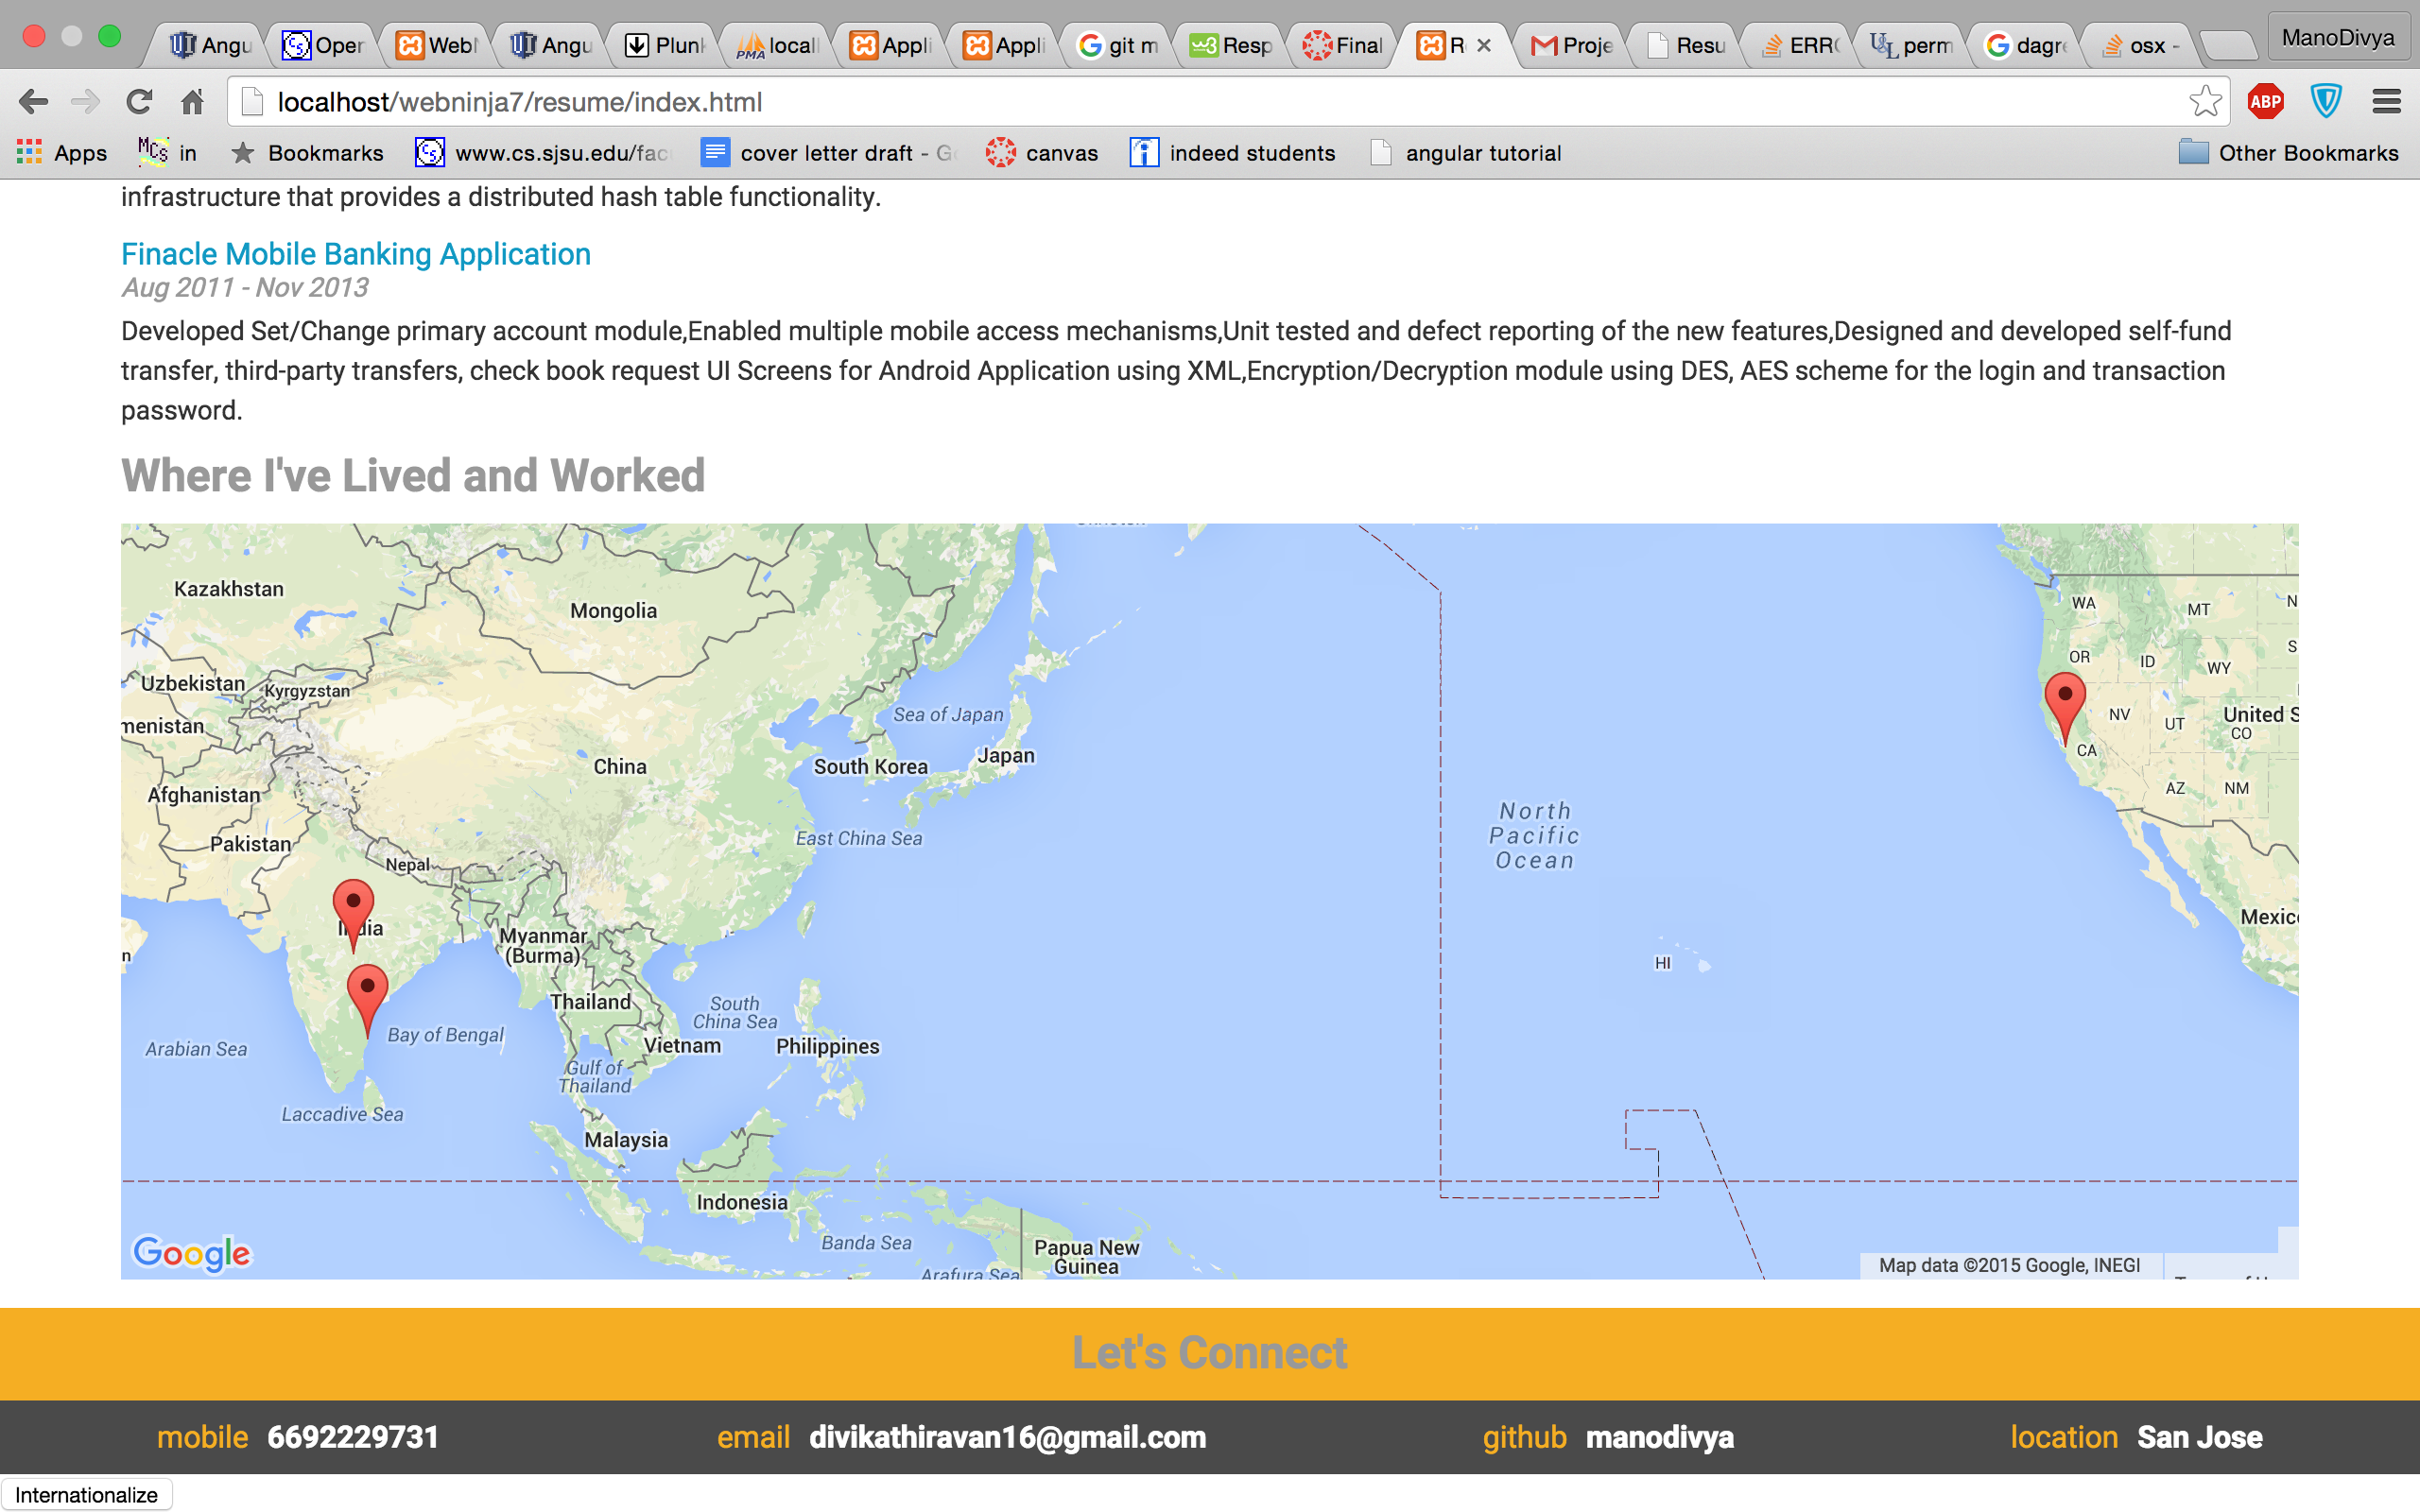 Angu
Oper
WebN
Angu
Plunk
locall
Appli
Appli
git m
Resp
Final
R
Proje
Resu
ERR
perm
dagre
osx -
ManoDivya
localhost/webninja7/resume/index.html
ABP
Apps
in
Bookmarks
www.cs.sjsu.edu/fac
cover letter draft - G
canvas
indeed students
angular tutorial
Other Bookmarks
infrastructure that provides a distributed hash table functionality.
Finacle Mobile Banking Application
Aug 2011 - Nov 2013
Developed Set/Change primary account module,Enabled multiple mobile access mechanisms,Unit tested and defect reporting of the new features,Designed and developed self-fund
transfer, third-party transfers, check book request UI Screens for Android Application using XML,Encryption/Decryption module using DES, AES scheme for the login and transaction
password.
Where I've Lived and Worked
Kazakhstan
Mongolia
WA
MT
N
OR
ID
WY
S
Uzbekistan
Kyrgyzstan
menistan
Sea of Japan
NV
UT
United S
CO
China
South Korea
Japan
CA
Afghanistan
AZ
NM
Pakistan
East China Sea
North
Pacific
Ocean
Nepal
India
Mexic
Myanmar
(Burma)
n
HI
Thailand
South
China Sea
Bay of Bengal
Arabian Sea
Vietnam
Philippines
Gulf of
Thailand
Laccadive Sea
Malaysia
Indonesia
Banda Sea
Papua New
Guinea
Arafura Sea
Google
Map data ©2015 Google, INEGI
Let's Connect
mobile 6692229731
email divikathiravan16@gmail.com
github manodivya
location San Jose
Internationalize